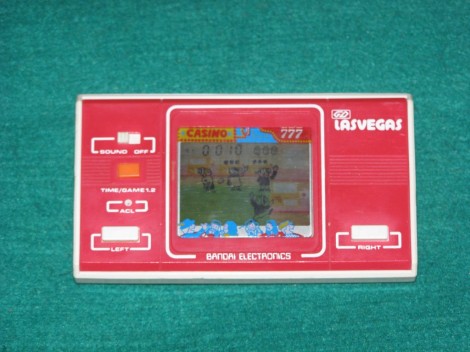 CASINO 777
LASVEGAS
SOUND OFF
TIME/GAME 1.2
ACL
LEFT
RIGHT
BANDAI ELECTRONICS